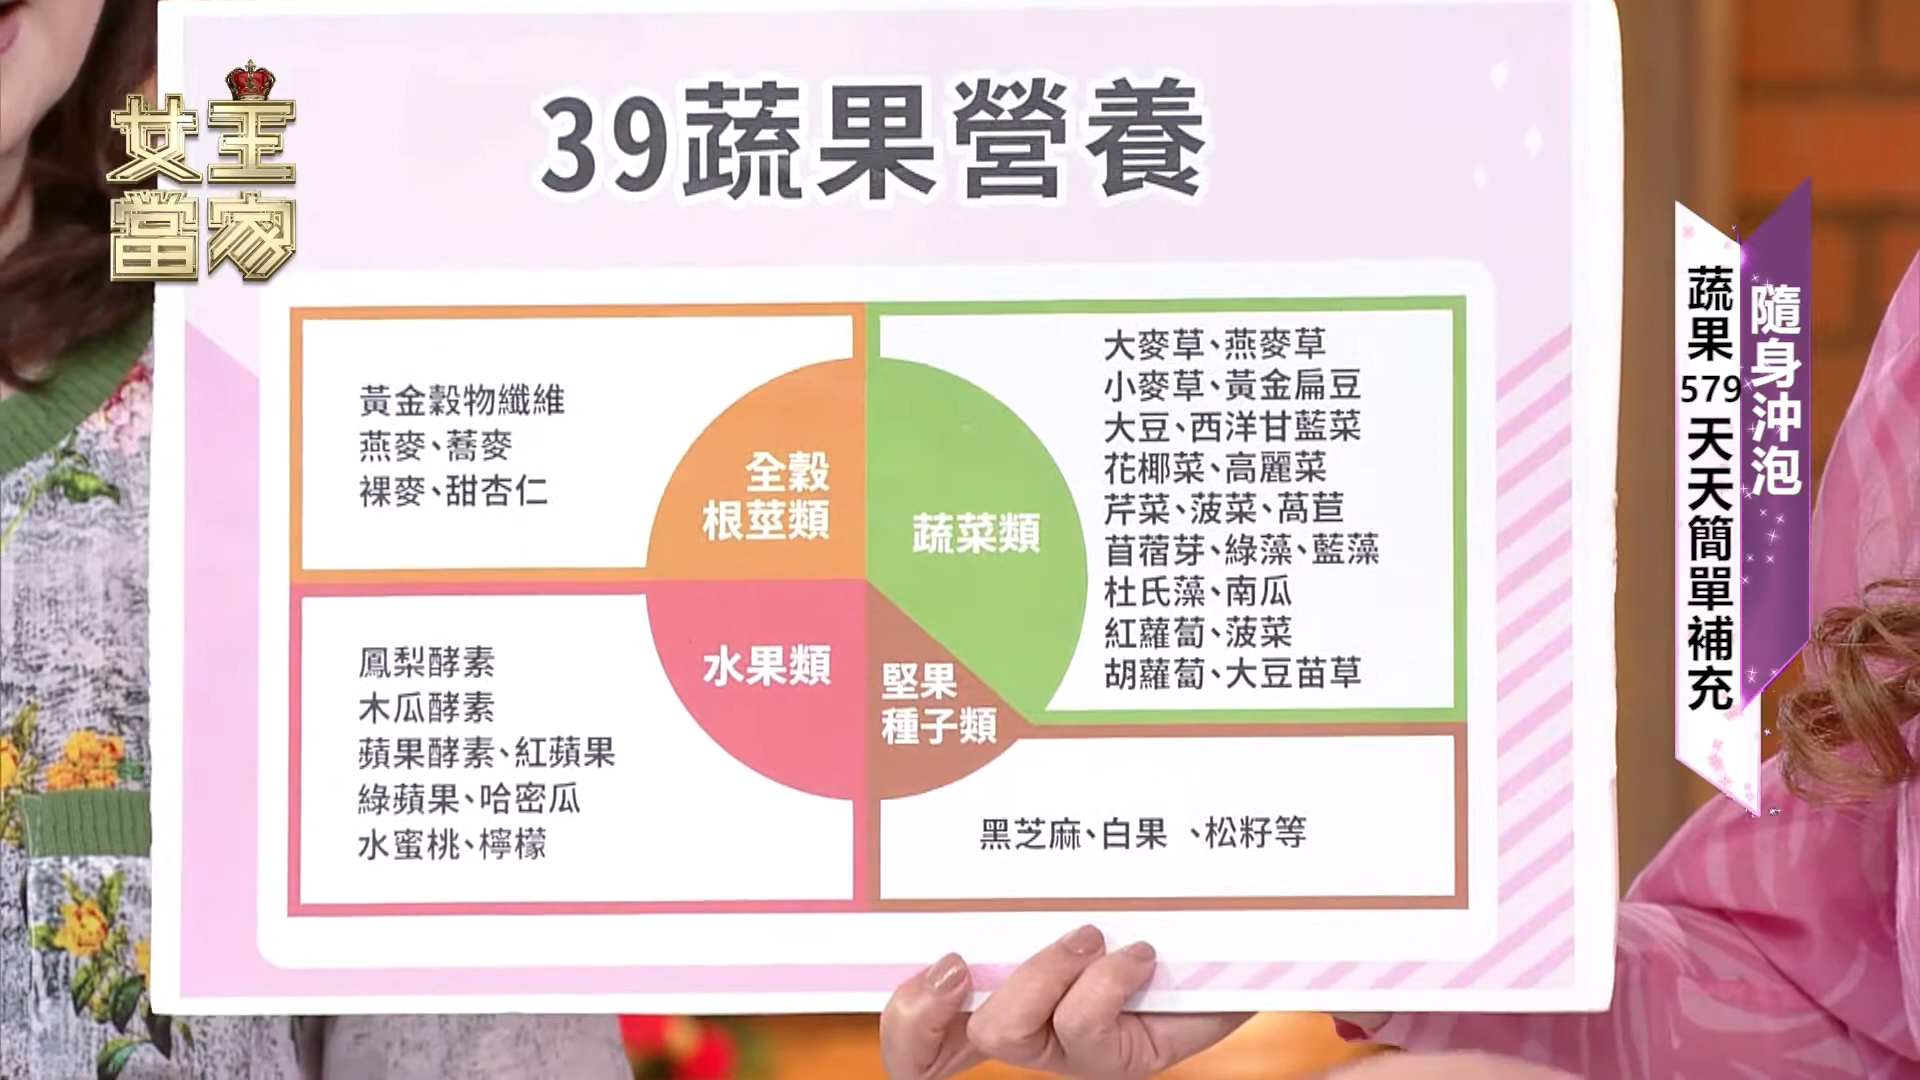 女王
當家
39蔬果營養
黃金穀物纖維
燕麥、蕎麥
裸麥、甜杏仁
全穀
根莖類
大麥草、燕麥草
小麥草、黃金扁豆
大豆、西洋甘藍菜
花椰菜、高麗菜
芹菜、菠菜、萵苣
苜蓿芽、綠藻、藍藻
杜氏藻、南瓜
紅蘿蔔、菠菜
胡蘿蔔、大豆苗草
蔬菜類
鳳梨酵素
木瓜酵素
蘋果酵素、紅蘋果
綠蘋果、哈密瓜
水蜜桃、檸檬
水果類
堅果
種子類
黑芝麻、白果 、松籽等
隨身沖泡
蔬果579天天簡單補充